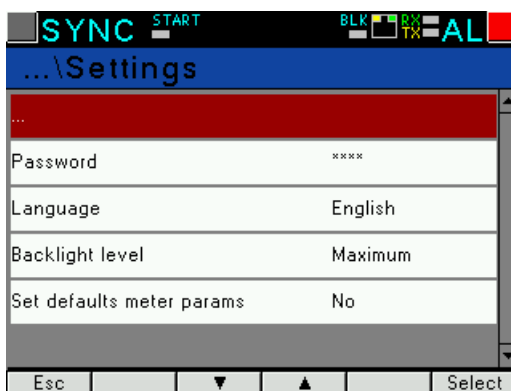 SYNC START BLK RX TX AL
...\Settings
...
Password ****
Language English
Backlight level Maximum
Set defaults meter params No
Esc ▼ ▲ Select